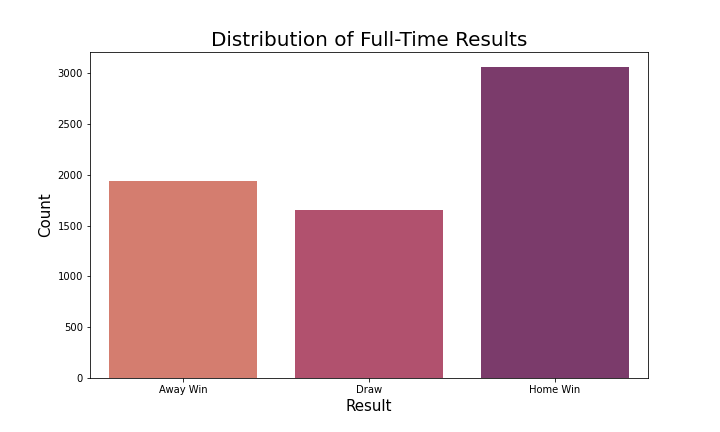 Distribution of Full-Time Results
3000
2500
2000
1500
1000
500
0
Count
Away Win
Draw
Home Win
Result